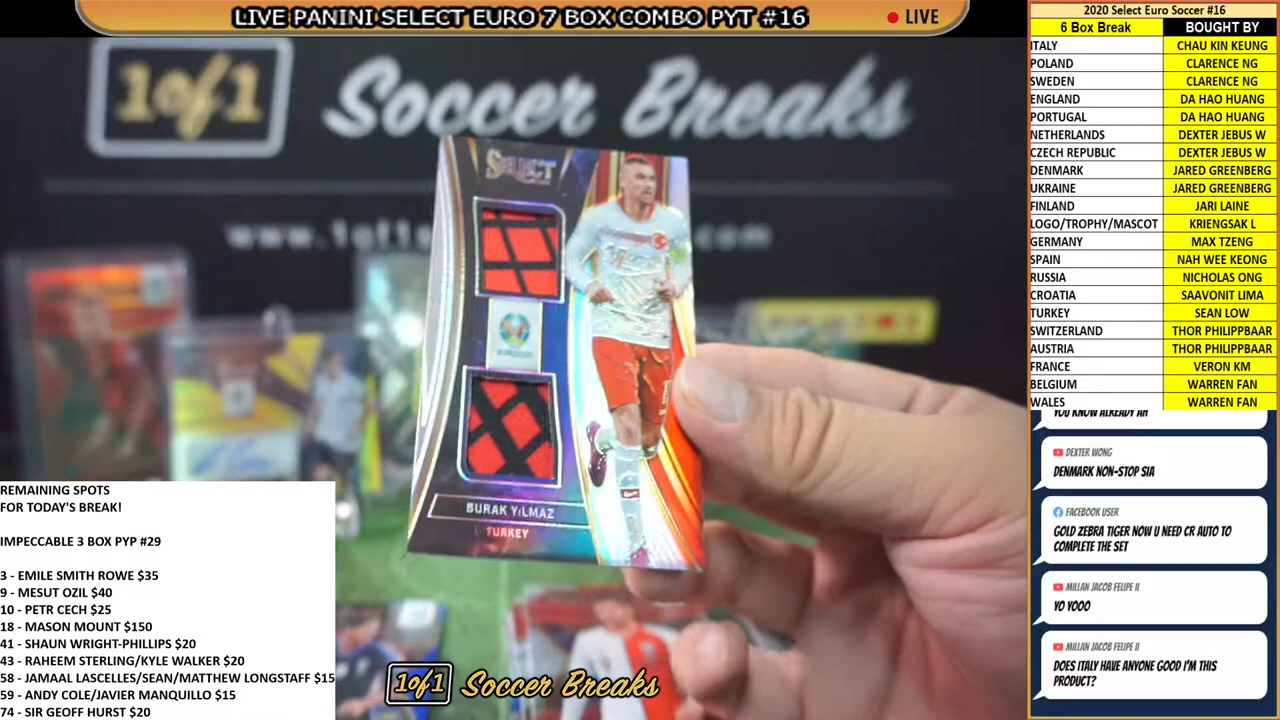 LIVE PANINI SELECT EURO 7 BOX COMBO PYT #16
LIVE
1of1 Soccer Breaks
SELECT
EURO2020
BURAK YILMAZ
TURKEY
1of1 Soccer Breaks
REMAINING SPOTS
FOR TODAY'S BREAK!
IMPECCABLE 3 BOX PYP #29
3 - EMILE SMITH ROWE $35
9 - MESUT OZIL $40
10 - PETR CECH $25
18 - MASON MOUNT $150
41 - SHAUN WRIGHT-PHILLIPS $20
43 - RAHEEM STERLING/KYLE WALKER $20
58 - JAMAAL LASCELLES/SEAN/MATTHEW LONGSTAFF $15
59 - ANDY COLE/JAVIER MANQUILLO $15
74 - SIR GEOFF HURST $20
2020 Select Euro Soccer #16
6 Box Break BOUGHT BY
ITALY CHAU KIN KEUNG
POLAND CLARENCE NG
SWEDEN CLARENCE NG
ENGLAND DA HAO HUANG
PORTUGAL DA HAO HUANG
NETHERLANDS DEXTER JEBUS W
CZECH REPUBLIC DEXTER JEBUS W
DENMARK JARED GREENBERG
UKRAINE JARED GREENBERG
FINLAND JARI LAINE
LOGO/TROPHY/MASCOT KRIENGSAK L
GERMANY MAX TZENG
SPAIN NAH WEE KEONG
RUSSIA NICHOLAS ONG
CROATIA SAAVONIT LIMA
TURKEY SEAN LOW
SWITZERLAND THOR PHILIPPBAAR
AUSTRIA THOR PHILIPPBAAR
FRANCE VERON KM
BELGIUM WARREN FAN
WALES WARREN FAN
YOU KNOW ALREADY AH
DEXTER WONG
DENMARK NON-STOP SIA
FACEBOOK USER
GOLD ZEBRA TIGER NOW U NEED CR AUTO TO
COMPLETE THE SET
MILLAN JACOB FELIPE II
YO YOOO
MILLAN JACOB FELIPE II
DOES ITALY HAVE ANYONE GOOD I'M THIS
PRODUCT?